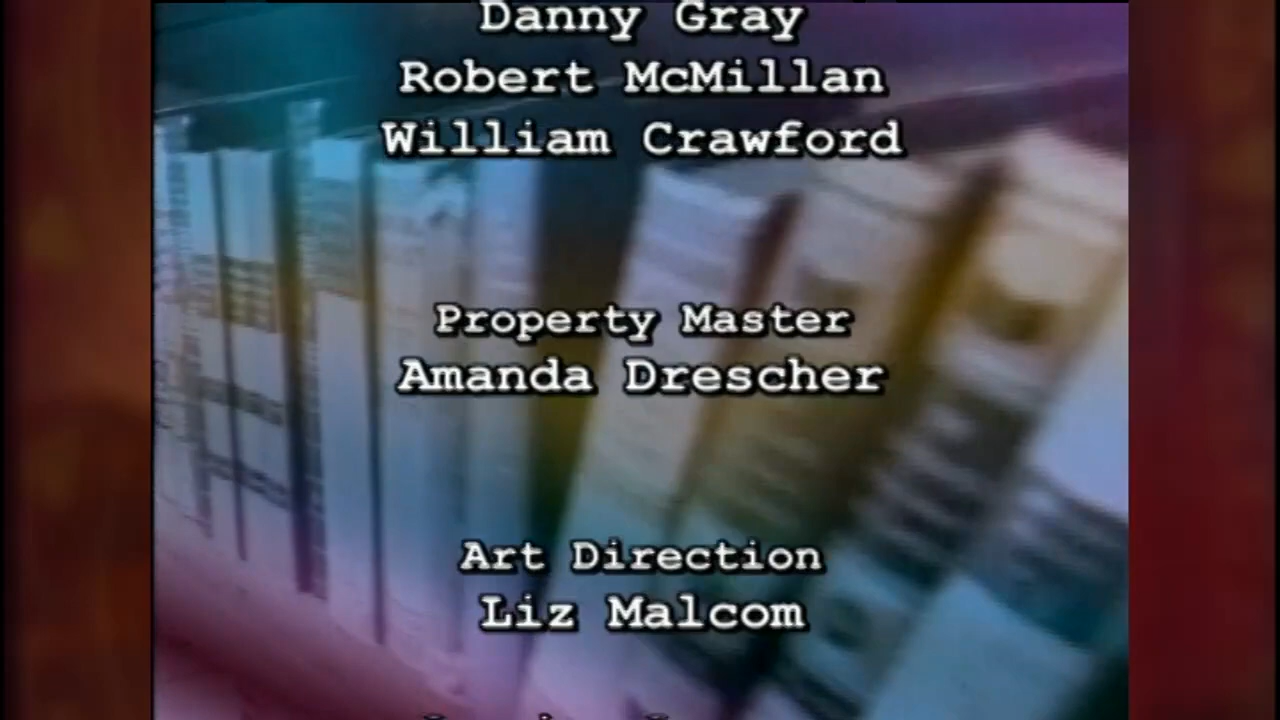 Danny Gray
Robert McMillan
William Crawford
Property Master
Amanda Drescher
Art Direction
Liz Malcom